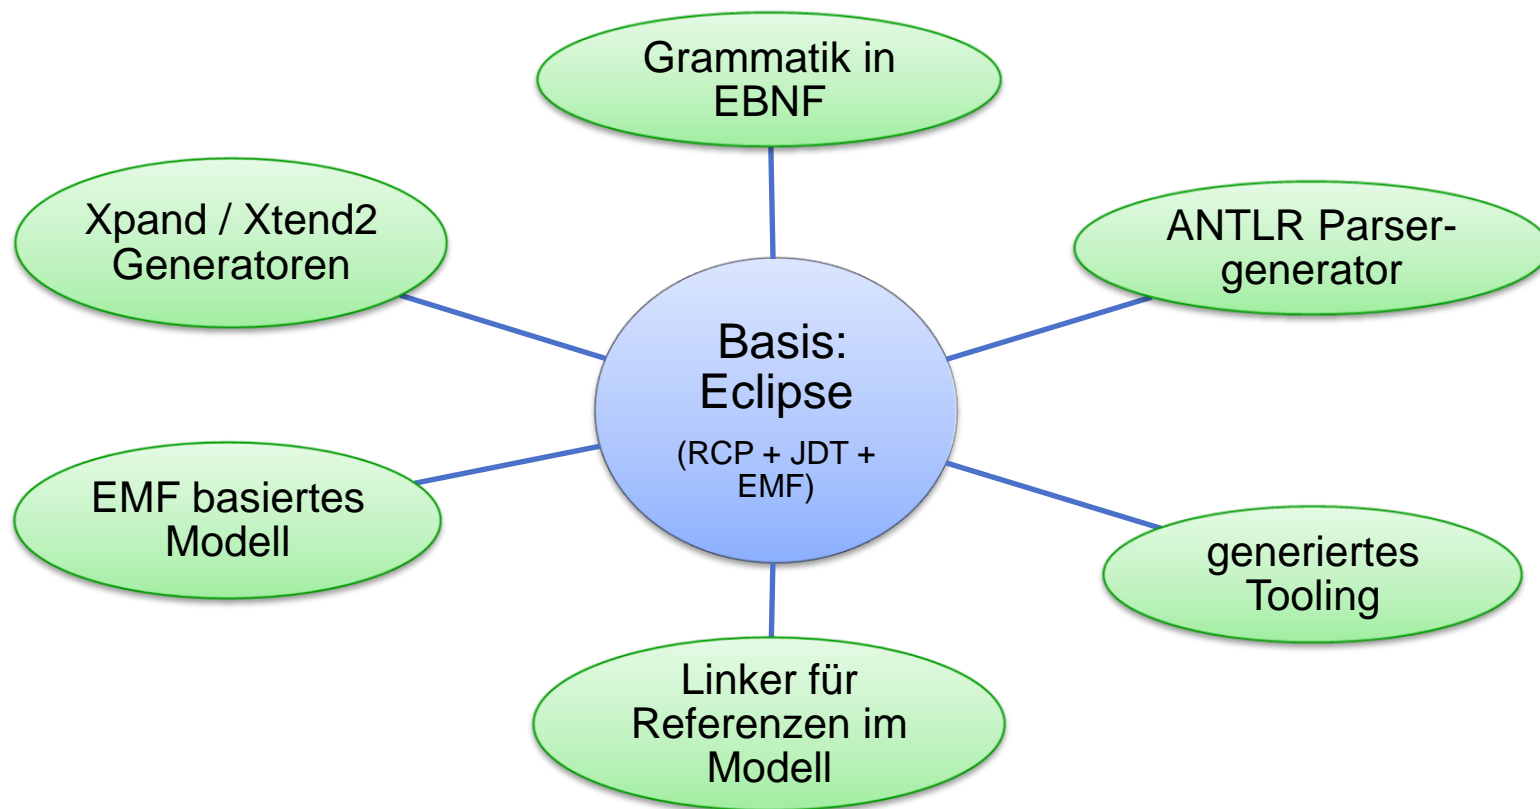 Grammatik in
EBNF
Xpand / Xtend2
Generatoren
ANTLR Parser-
generator
Basis:
Eclipse
(RCP + JDT +
EMF)
EMF basiertes
Modell
generiertes
Tooling
Linker für
Referenzen im
Modell